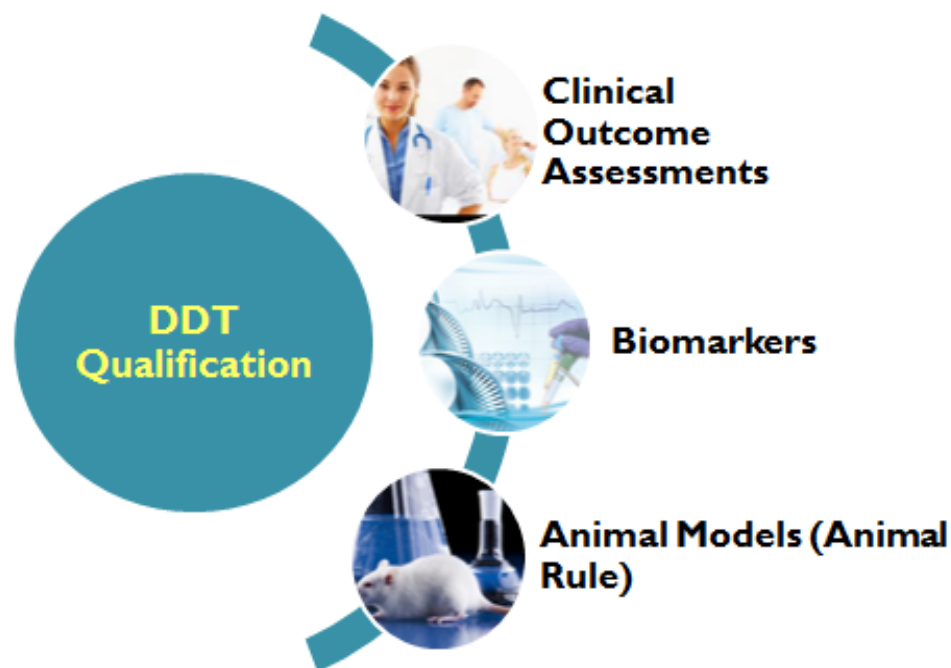 Clinical
Outcome
Assessments
DDT
Qualification
Biomarkers
Animal Models (Animal
Rule)